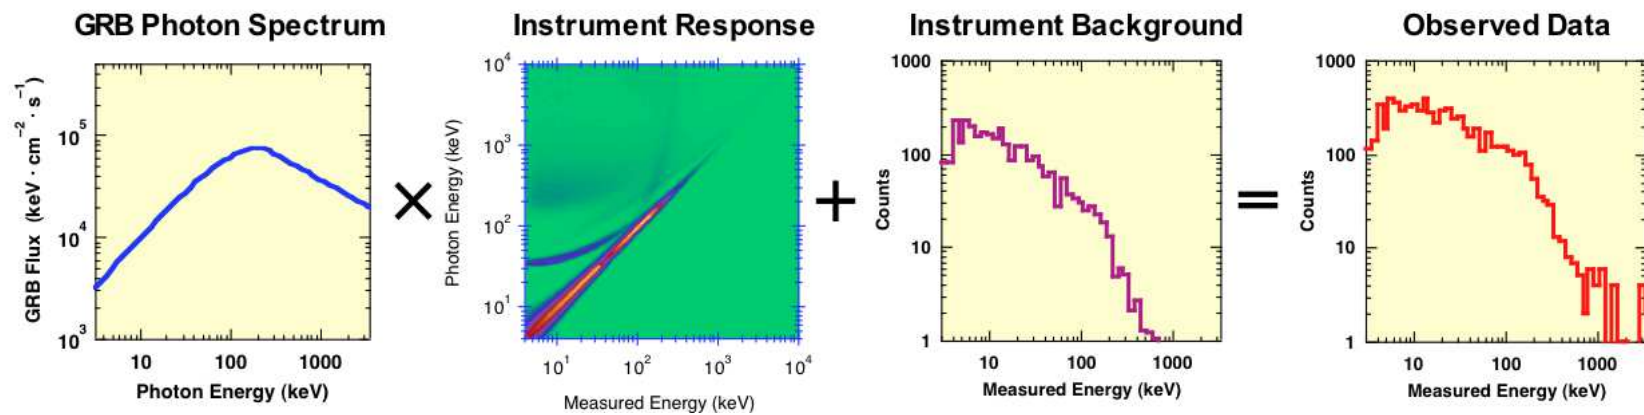 GRB Photon Spectrum
GRB Flux (keV · cm⁻² · s⁻¹)
10⁵
10⁴
10³
10 100 1000
Photon Energy (keV)
×
Instrument Response
Photon Energy (keV)
10⁴
10³
10²
10¹
10¹ 10² 10³ 10⁴
Measured Energy (keV)
+
Instrument Background
Counts
1000
100
10
1
10 100 1000
Measured Energy (keV)
=
Observed Data
Counts
1000
100
10
1
10 100 1000
Measured Energy (keV)